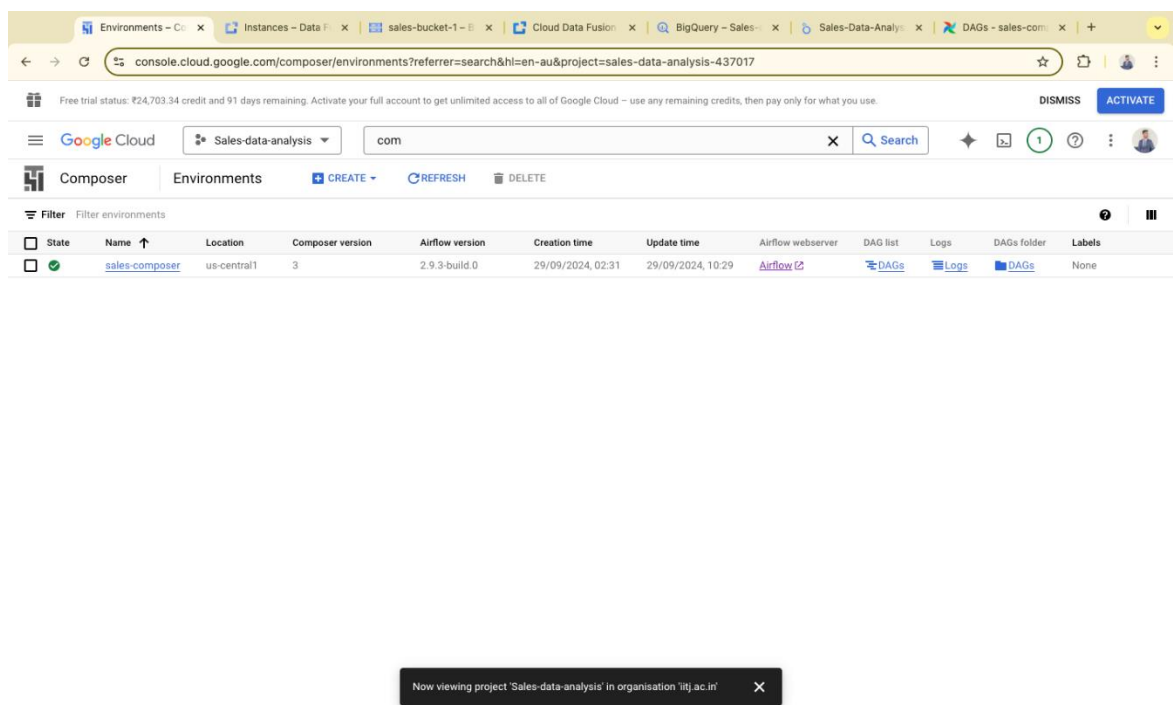 Environments – Co Instances – Data F sales-bucket-1 – B Cloud Data Fusion BigQuery – Sales- Sales-Data-Analys DAGs - sales-com
console.cloud.google.com/composer/environments?referrer=search&hl=en-au&project=sales-data-analysis-437017
Free trial status: ₹24,703.34 credit and 91 days remaining. Activate your full account to get unlimited access to all of Google Cloud – use any remaining credits, then pay only for what you use. DISMISS ACTIVATE
Google Cloud Sales-data-analysis com Search 1
Composer Environments CREATE REFRESH DELETE
Filter Filter environments
State Name Location Composer version Airflow version Creation time Update time Airflow webserver DAG list Logs DAGs folder Labels
sales-composer us-central1 3 2.9.3-build.0 29/09/2024, 02:31 29/09/2024, 10:29 Airflow DAGs Logs DAGs None
Now viewing project 'Sales-data-analysis' in organisation 'iitj.ac.in'